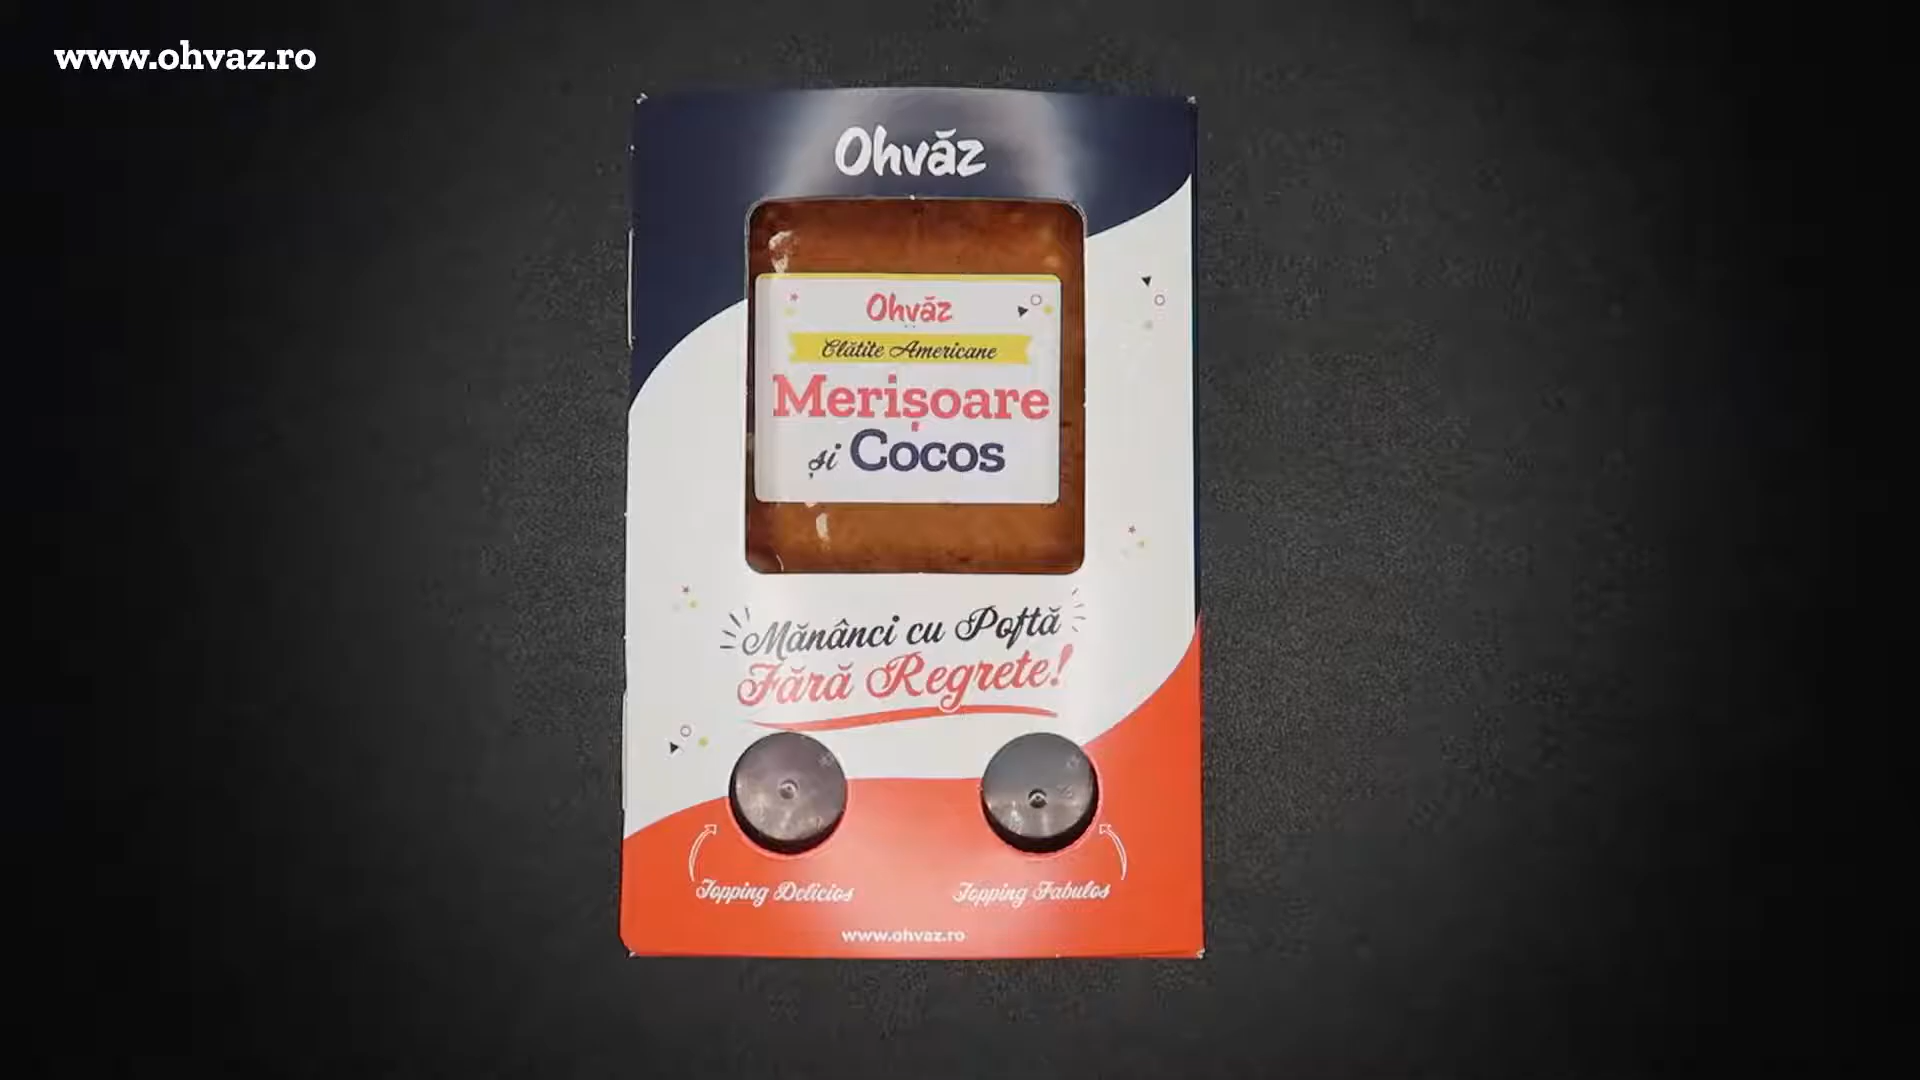 www.ohvaz.ro
Ohvăz
Ohvăz
Clătite Americane
Merișoare
și Cocos
Mănânci cu Poftă
Fără Regrete!
Topping Delicios
Topping Fabulos
www.ohvaz.ro